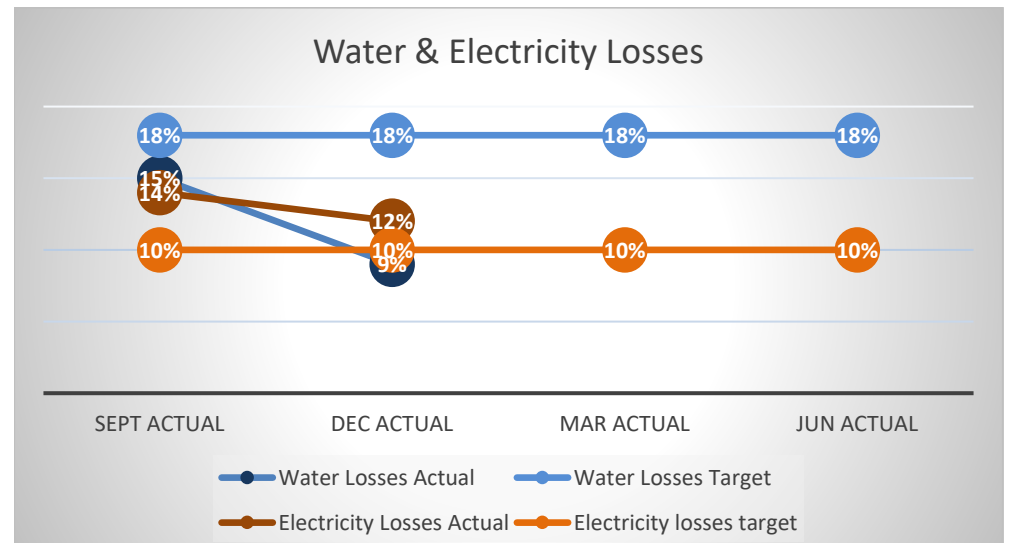 Water & Electricity Losses
18% 18% 18% 18%
15%
14%
12%
10% 10% 10% 10%
9%
SEPT ACTUAL DEC ACTUAL MAR ACTUAL JUN ACTUAL
Water Losses Actual Water Losses Target
Electricity Losses Actual Electricity losses target